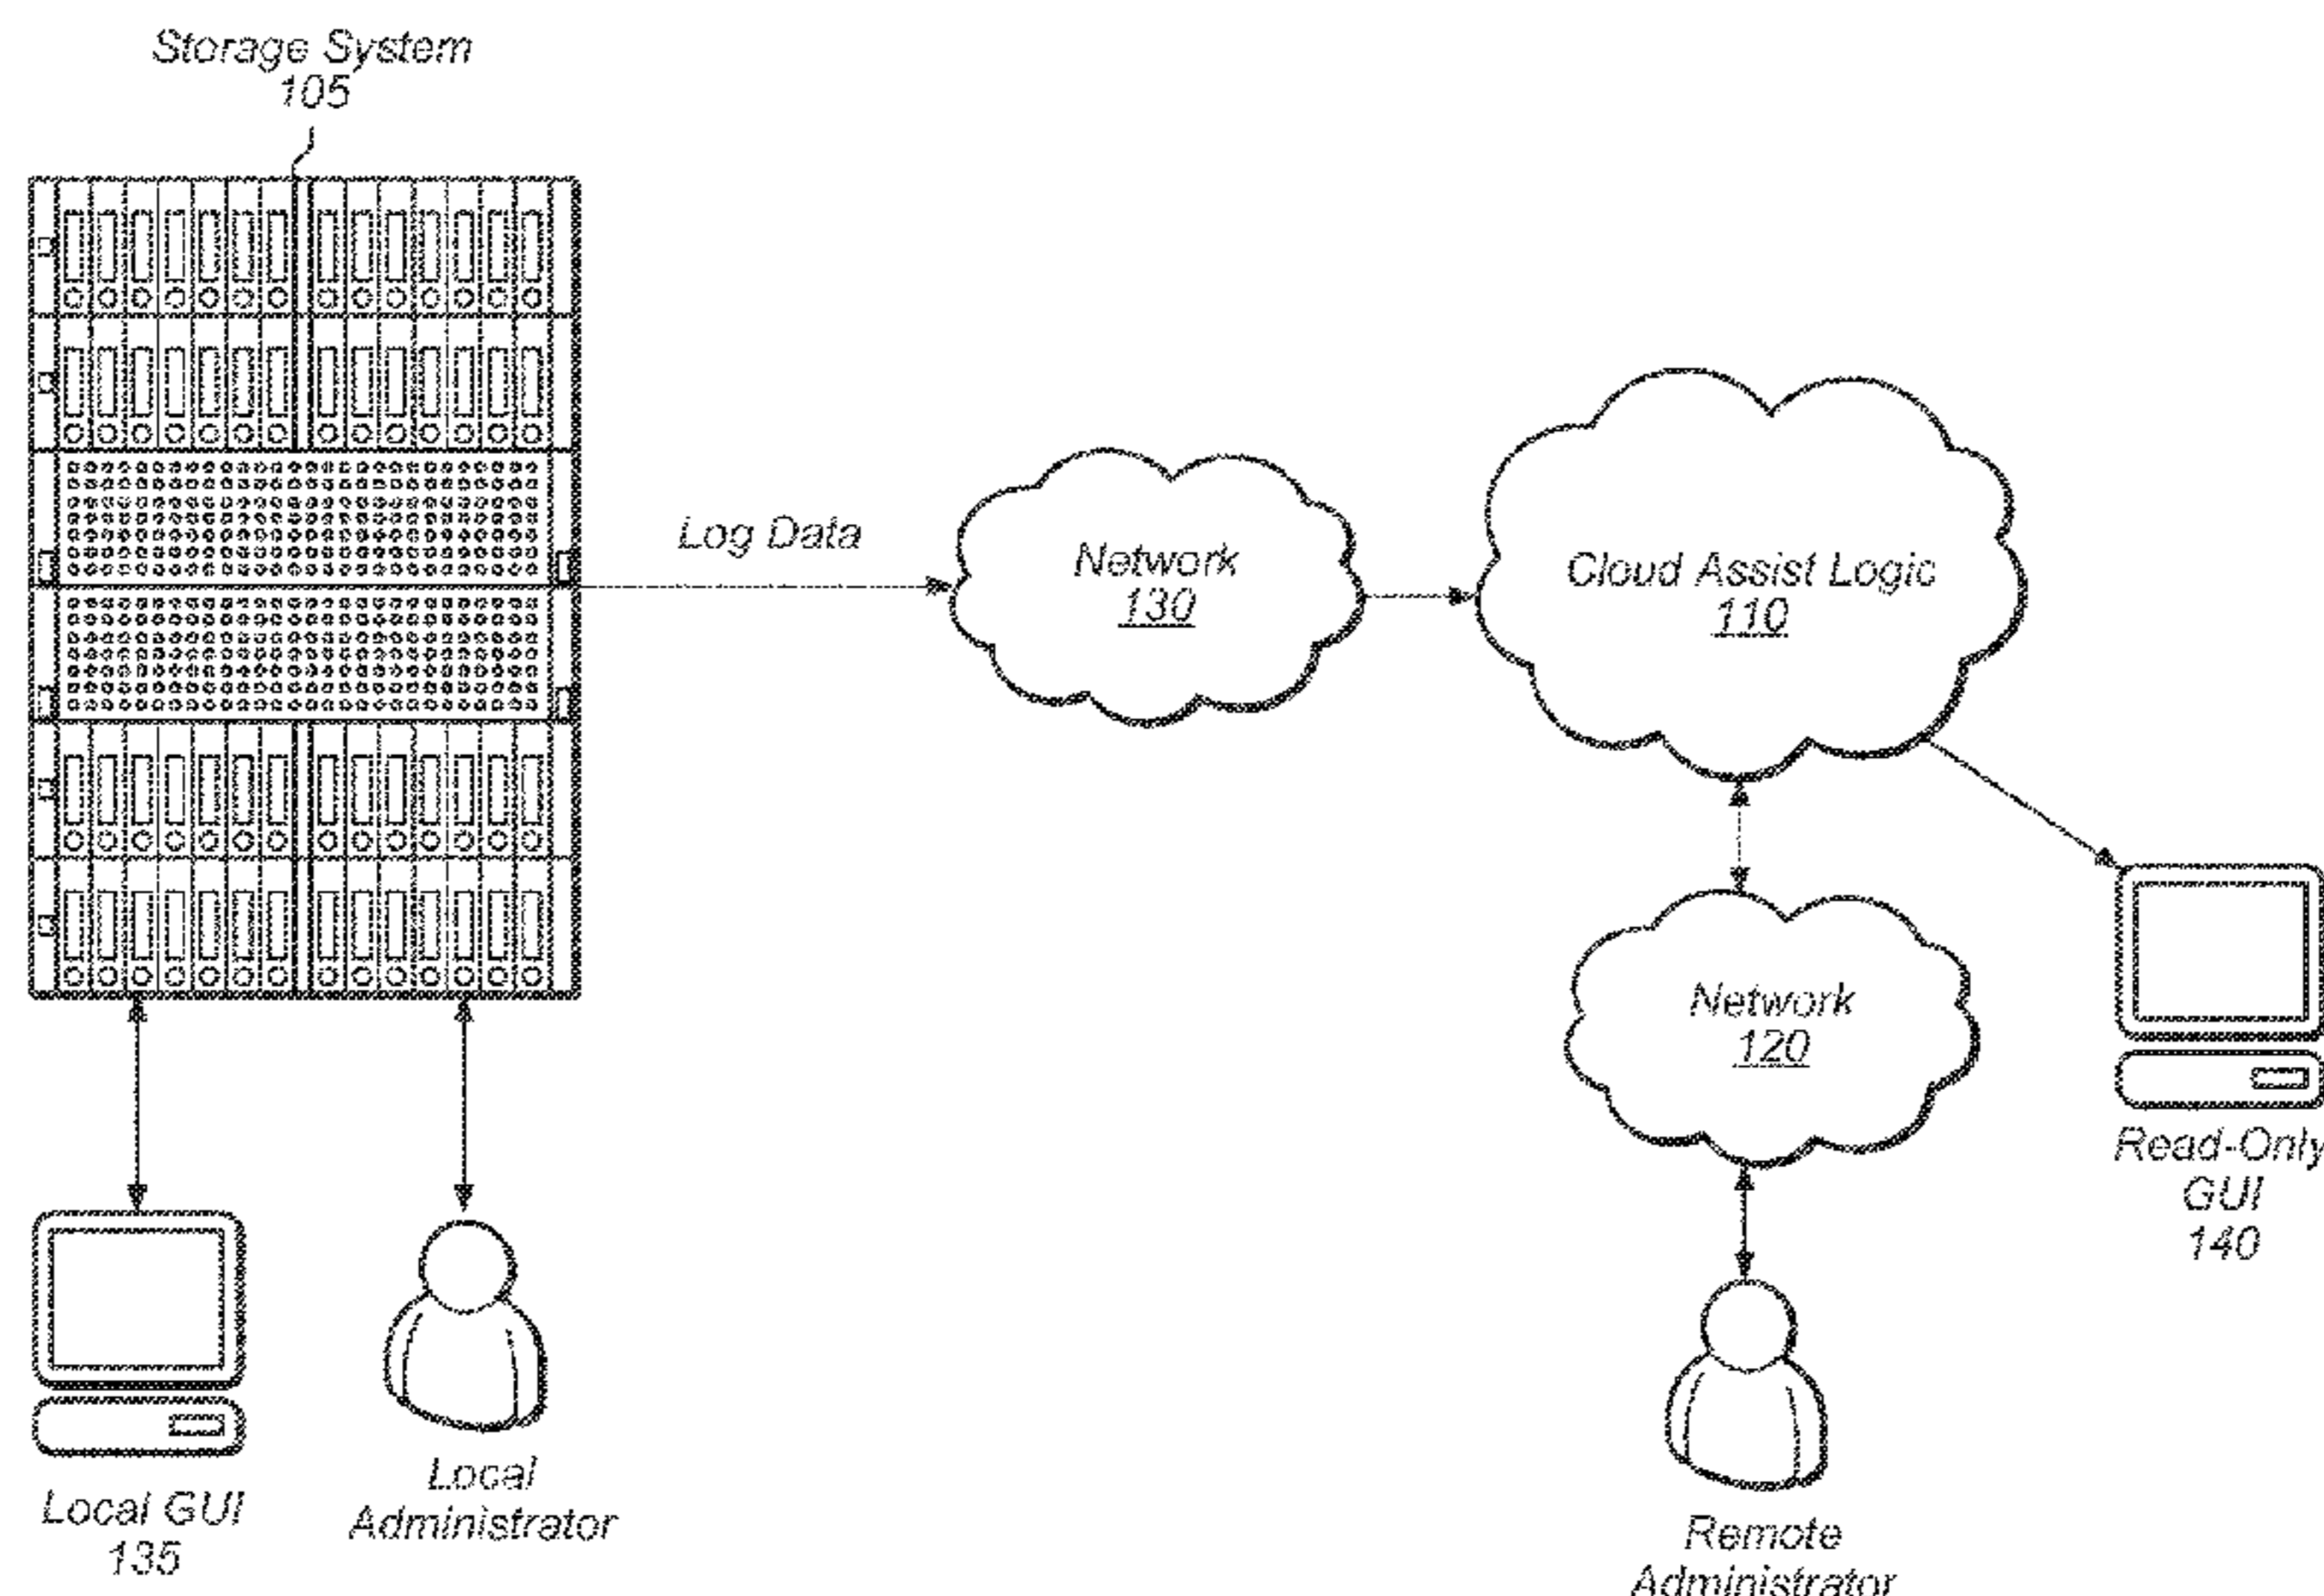 Storage System
105
Log Data
Network
130
Cloud Assist Logic
110
Network
120
Read-Only
GUI
140
Local GUI
135
Local
Administrator
Remote
Administrator